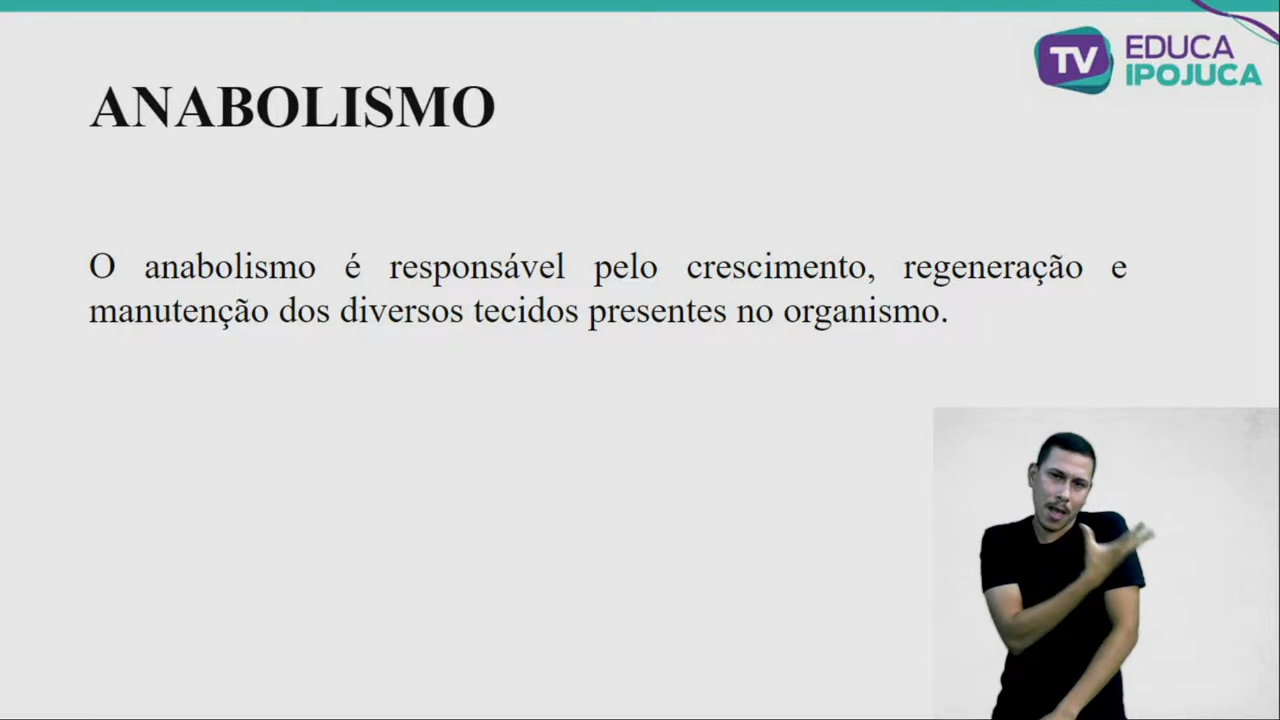 TV EDUCA
IPOJUCA
ANABOLISMO
O anabolismo é responsável pelo crescimento, regeneração e
manutenção dos diversos tecidos presentes no organismo.